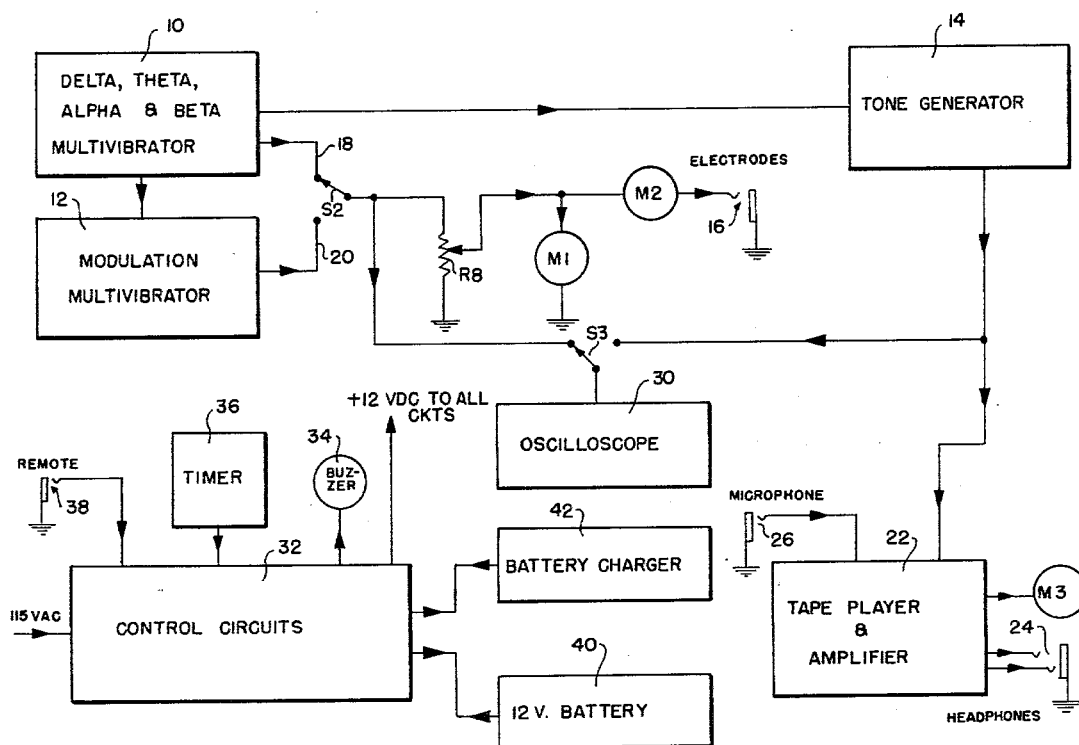 10
DELTA, THETA,
ALPHA & BETA
MULTIVIBRATOR
14
TONE GENERATOR
18
S2
12
MODULATION
MULTIVIBRATOR
20
R8
M1
M2
ELECTRODES
16
S3
30
OSCILLOSCOPE
+12 VDC TO ALL
CKTS
36
TIMER
34
BUZ-
ZER
REMOTE
38
32
CONTROL CIRCUITS
115 VAC
42
BATTERY CHARGER
40
12 V. BATTERY
MICROPHONE
26
22
TAPE PLAYER
&
AMPLIFIER
M3
24
HEADPHONES